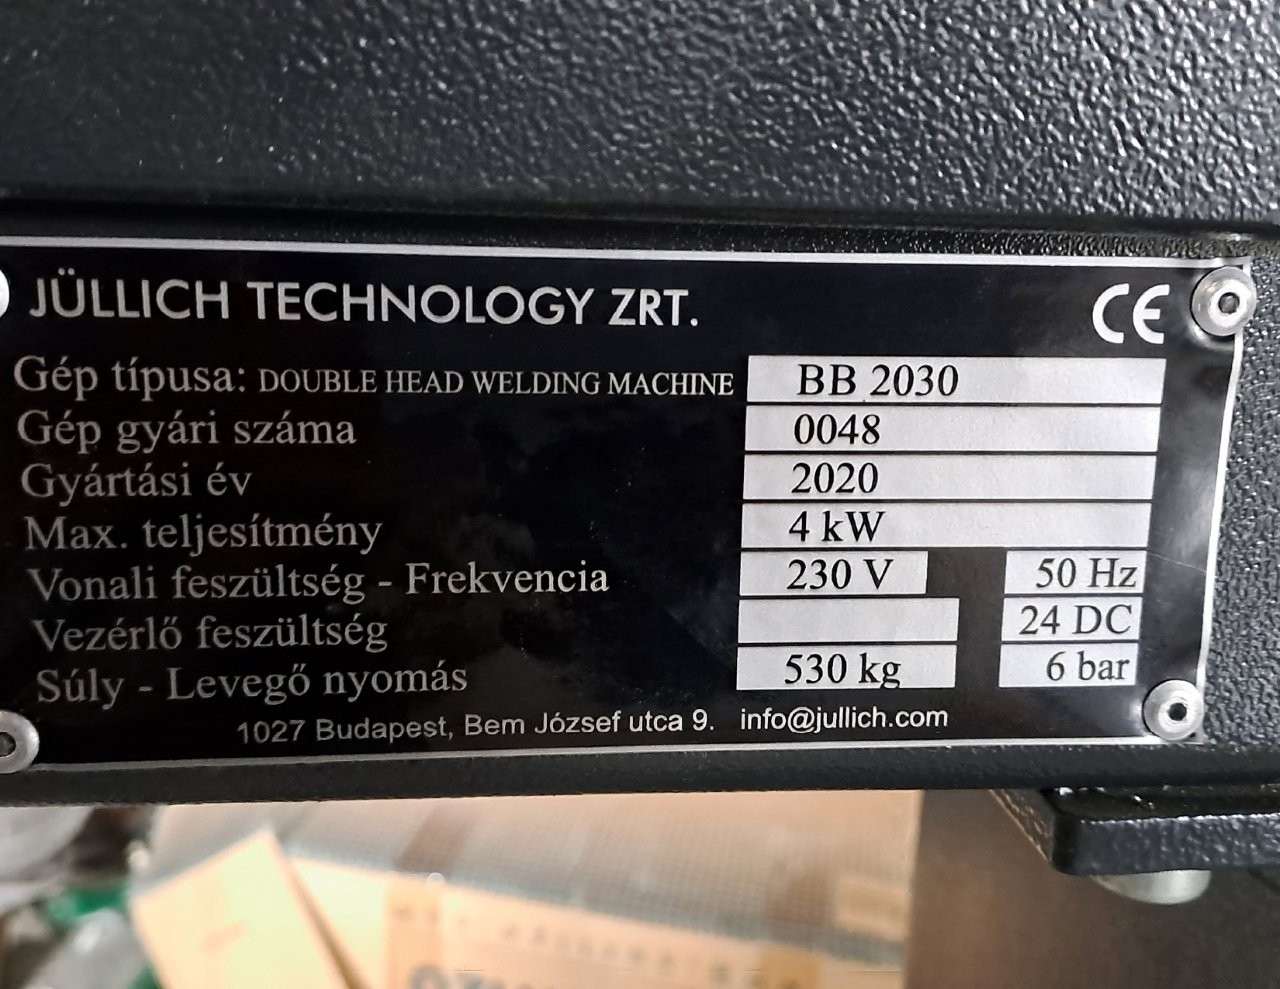 JÜLLICH TECHNOLOGY ZRT. CE
Gép típusa: DOUBLE HEAD WELDING MACHINE BB 2030
Gép gyári száma 0048
Gyártási év 2020
Max. teljesítmény 4 kW
Vonali feszültség - Frekvencia 230 V 50 Hz
Vezérlő feszültség 24 DC
Súly - Levegő nyomás 530 kg 6 bar
1027 Budapest, Bem József utca 9. info@jullich.com